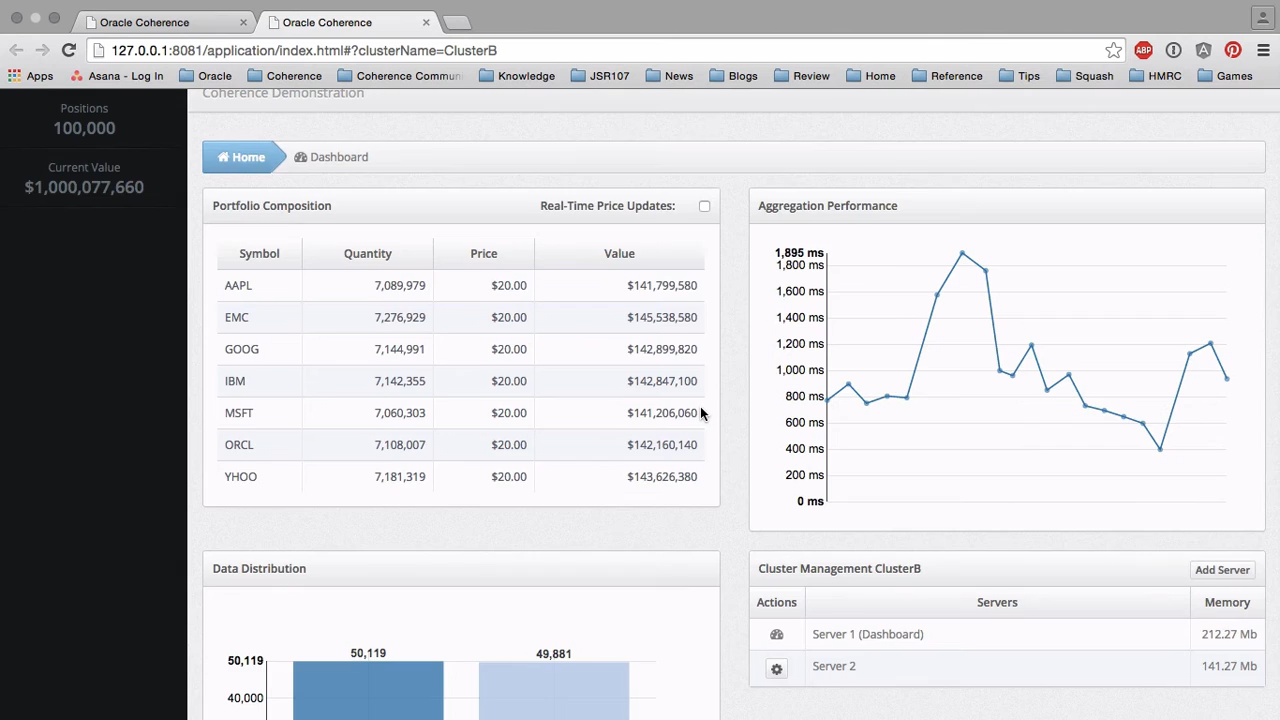 Oracle Coherence
Oracle Coherence
127.0.0.1:8081/application/index.html#?clusterName=ClusterB
ABP
Apps Asana - Log In Oracle Coherence Coherence Commun Knowledge JSR107 News Blogs Review Home Reference Tips Squash HMRC Games
Coherence Demonstration
Positions
100,000
Current Value
$1,000,077,660
Home Dashboard
Portfolio Composition Real-Time Price Updates:
Symbol Quantity Price Value
AAPL 7,089,979 $20.00 $141,799,580
EMC 7,276,929 $20.00 $145,538,580
GOOG 7,144,991 $20.00 $142,899,820
IBM 7,142,355 $20.00 $142,847,100
MSFT 7,060,303 $20.00 $141,206,060
ORCL 7,108,007 $20.00 $142,160,140
YHOO 7,181,319 $20.00 $143,626,380
Aggregation Performance
1,895 ms
1,800 ms
1,600 ms
1,400 ms
1,200 ms
1,000 ms
800 ms
600 ms
400 ms
200 ms
0 ms
Data Distribution
50,119 49,881
50,119
40,000
Cluster Management ClusterB Add Server
Actions Servers Memory
Server 1 (Dashboard) 212.27 Mb
Server 2 141.27 Mb